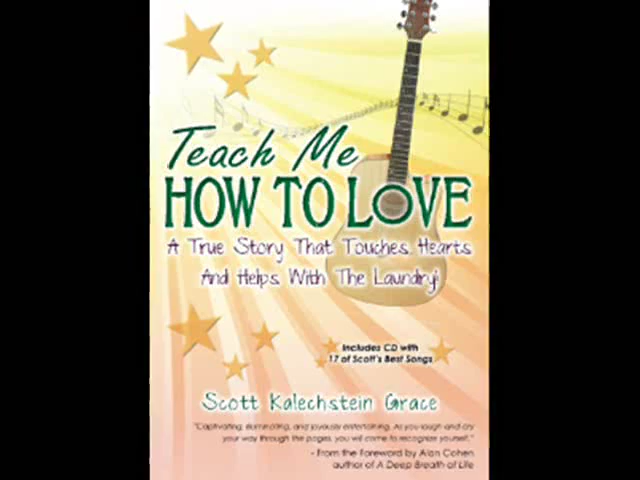 Teach Me
HOW TO LOVE
A True Story That Touches Hearts
And Helps With The Laundry!
Includes CD with
17 of Scott's Best Songs
Scott Kalechstein Grace
"Captivating, illuminating, and joyously entertaining. As you laugh and cry
your way through the pages, you will come to recognize yourself."
- From the Foreword by Alan Cohen
author of A Deep Breath of Life